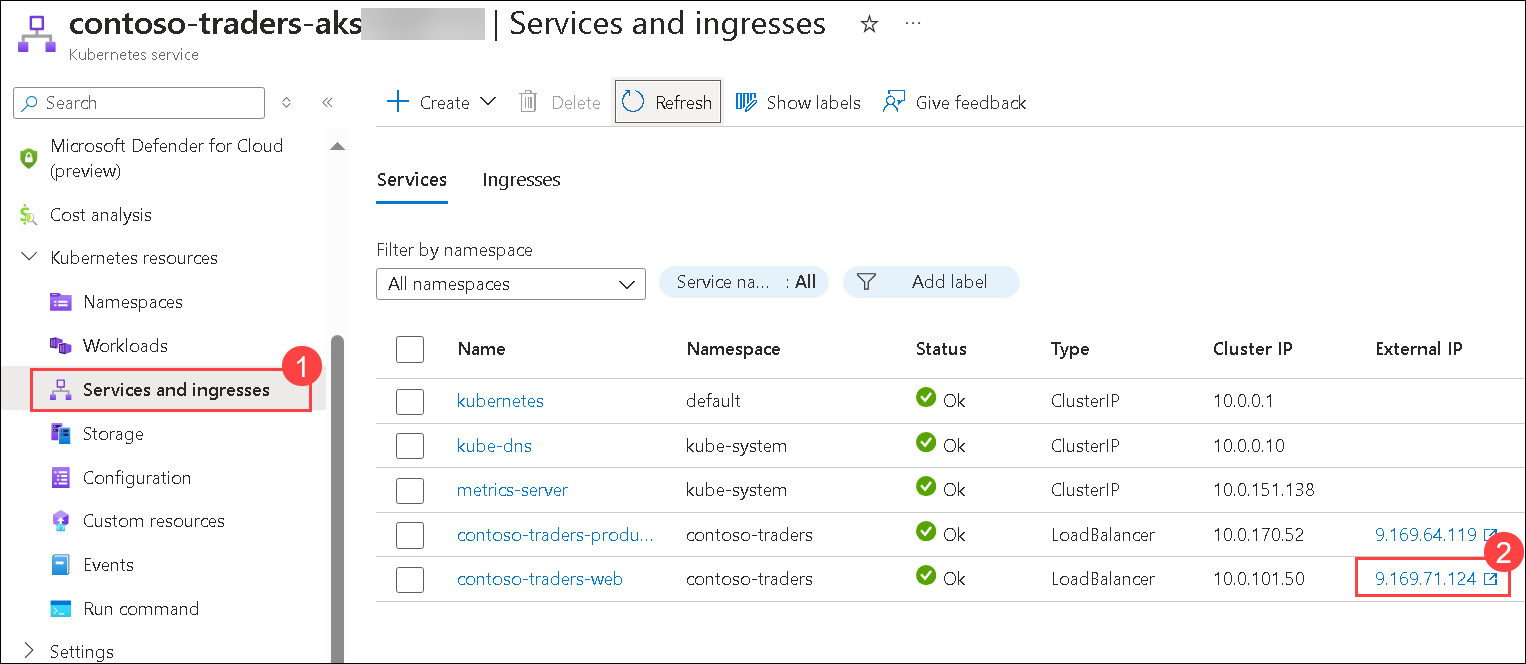 contoso-traders-aks | Services and ingresses ☆ ...
Kubernetes service
Search
Create Delete Refresh Show labels Give feedback
Microsoft Defender for Cloud
(preview)
Cost analysis
Kubernetes resources
Namespaces
Workloads
Services and ingresses 1
Storage
Configuration
Custom resources
Events
Run command
Settings
Services Ingresses
Filter by namespace
All namespaces Service na... : All Add label
Name Namespace Status Type Cluster IP External IP
kubernetes default Ok ClusterIP 10.0.0.1
kube-dns kube-system Ok ClusterIP 10.0.0.10
metrics-server kube-system Ok ClusterIP 10.0.151.138
contoso-traders-produ... contoso-traders Ok LoadBalancer 10.0.170.52 9.169.64.119
contoso-traders-web contoso-traders Ok LoadBalancer 10.0.101.50 9.169.71.124 2